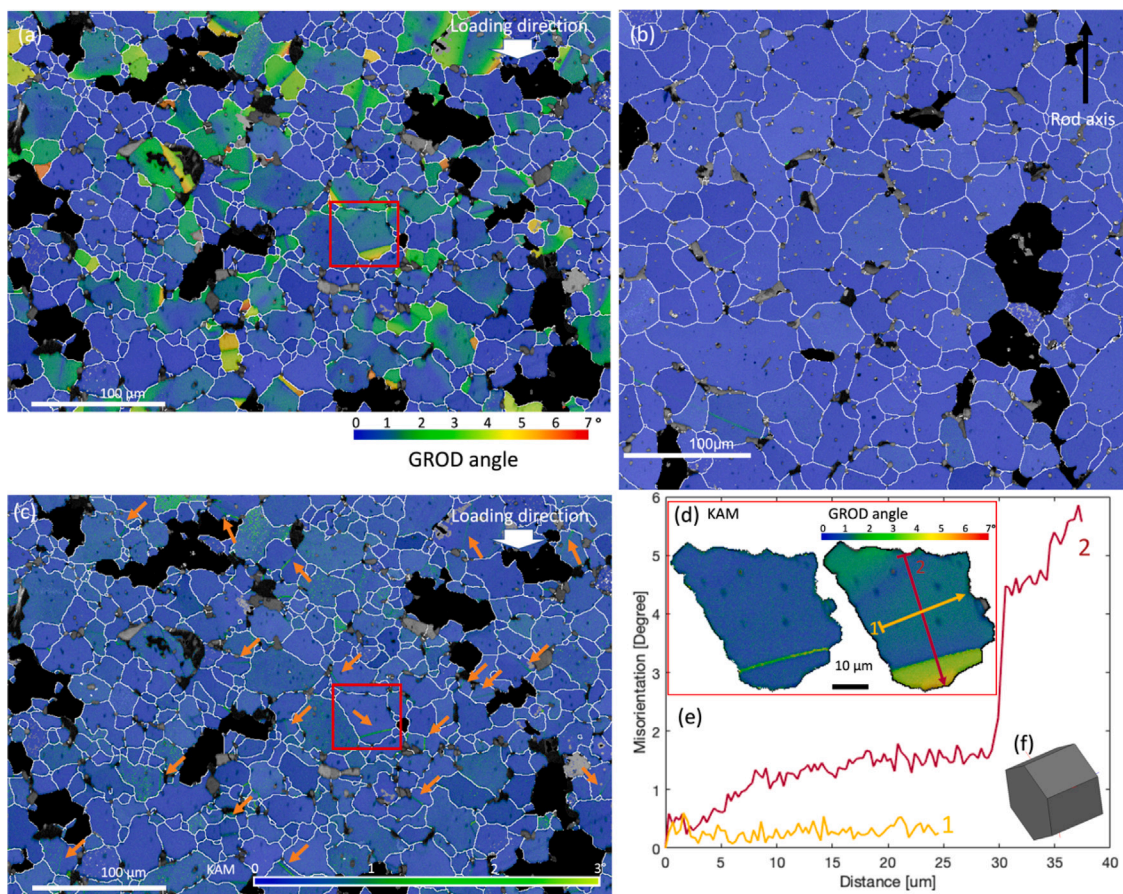 (a)
Loading direction
100 µm
0 1 2 3 4 5 6 7°
GROD angle
(b)
Rod axis
100µm
(c)
Loading direction
100 µm
KAM 0 1 2 3°
(d)
KAM
GROD angle
0 1 2 3 4 5 6 7°
2
1
10 µm
(e)
(f)
2
1
Misorientation [Degree]
6
5
4
3
2
1
0
0 5 10 15 20 25 30 35 40
Distance [um]